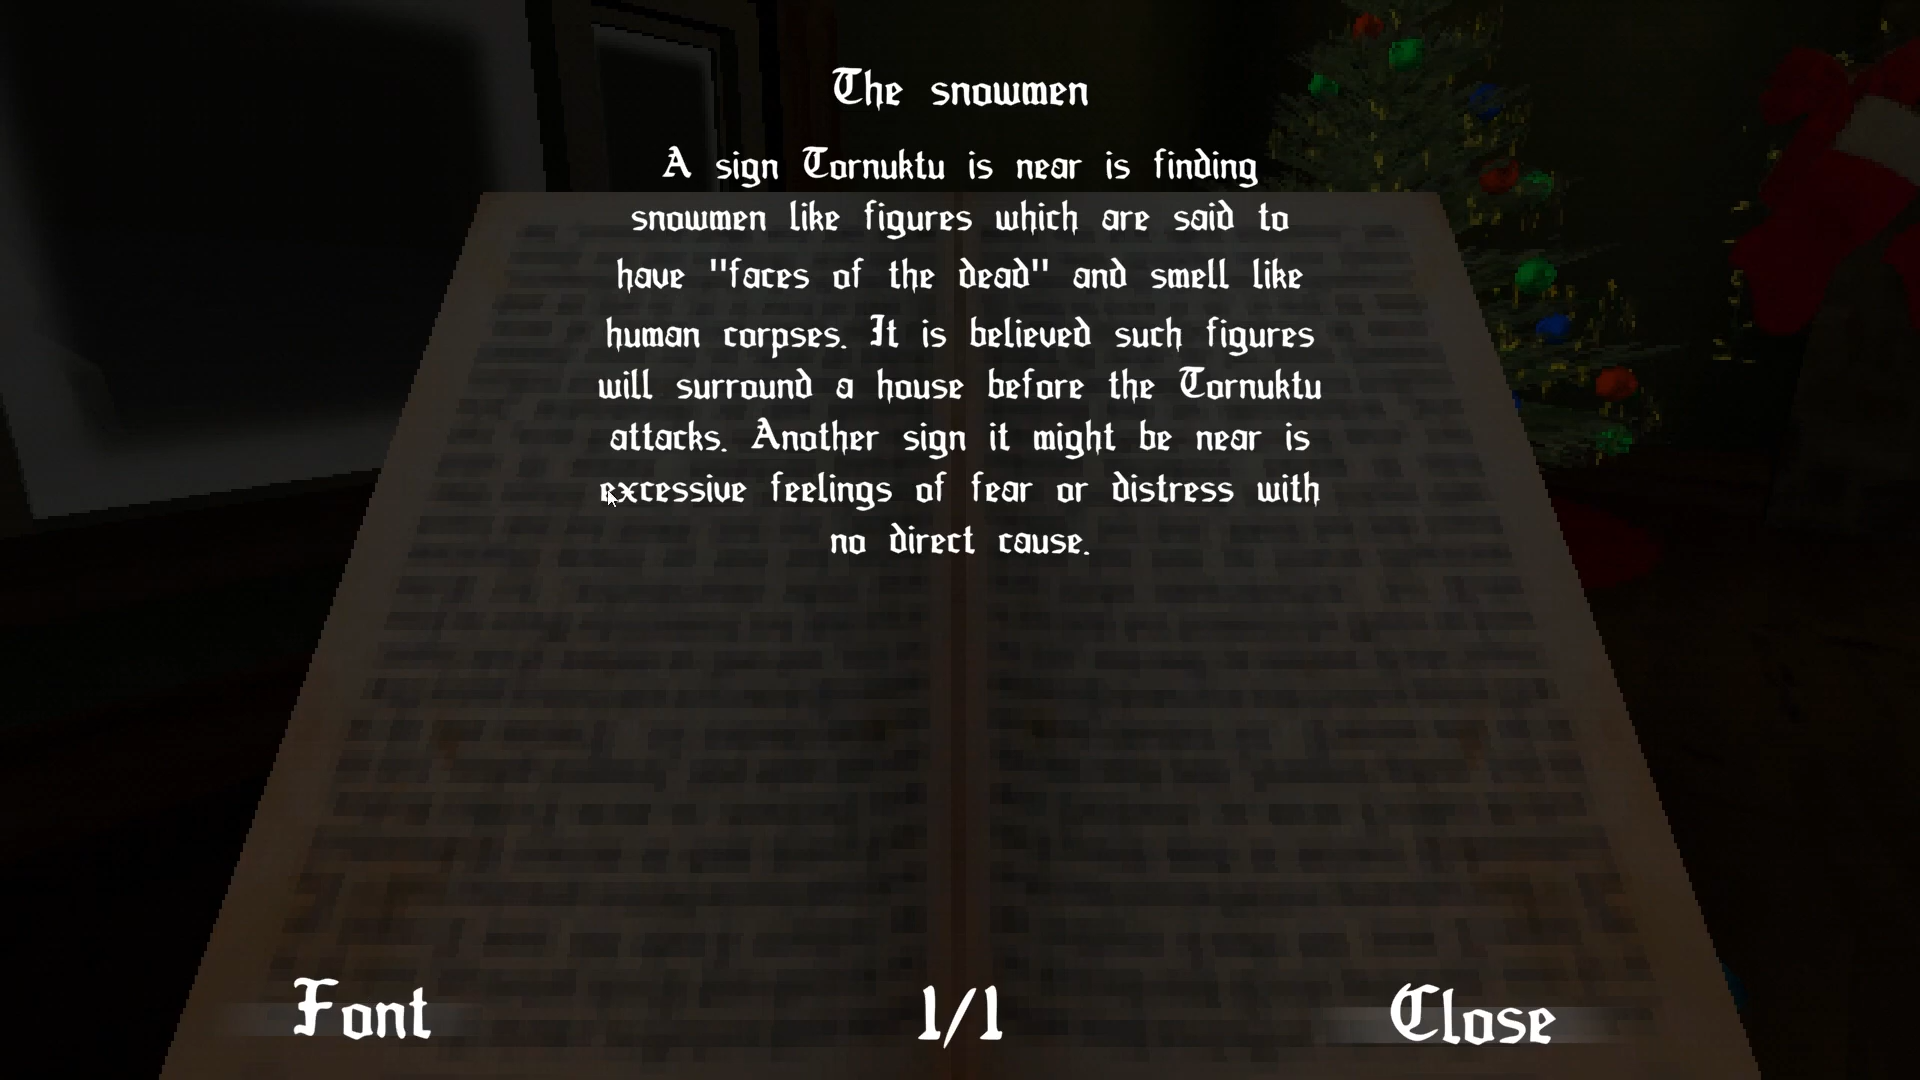 The snowmen
A sign Tornuktu is near is finding
snowmen like figures which are said to
have "faces of the dead" and smell like
human corpses. It is believed such figures
will surround a house before the Tornuktu
attacks. Another sign it might be near is
excessive feelings of fear or distress with
no direct cause.
Font
1/1
Close